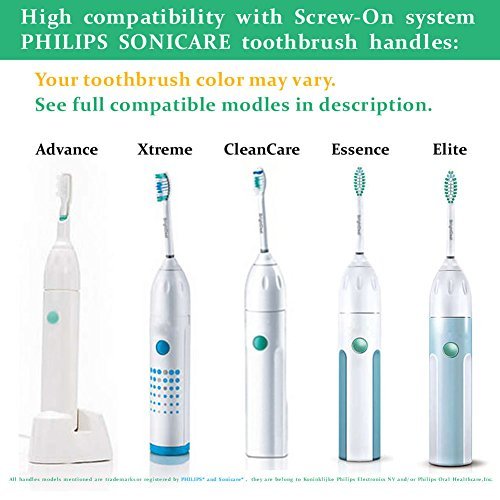 High compatibility with Screw-On system
PHILIPS SONICARE toothbrush handles:
Your toothbrush color may vary.
See full compatible modles in description.
Advance Xtreme CleanCare Essence Elite
All handles models mentioned are trademarks or registered by PHILIPS* and Sonicare* , they are belong to Koninklijke Philips Electronics NV and/or Philips Oral Healthcare,Inc.